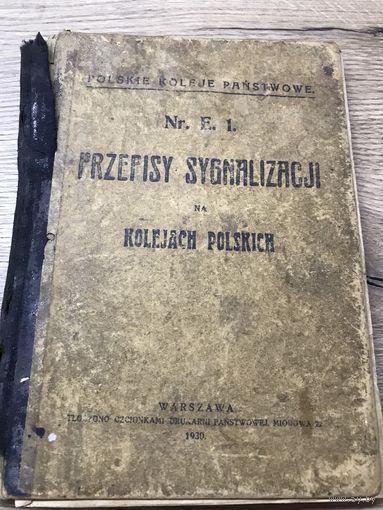 POLSKIE KOLEJE PAŃSTWOWE.
Nr. E. 1.
PRZEPISY SYGNALIZACJI
NA
KOLEJACH POLSKICH
WARSZAWA
TŁOCZONO CZCIONKAMI DRUKARNI PAŃSTWOWEJ, MIODOWA 22
1930.